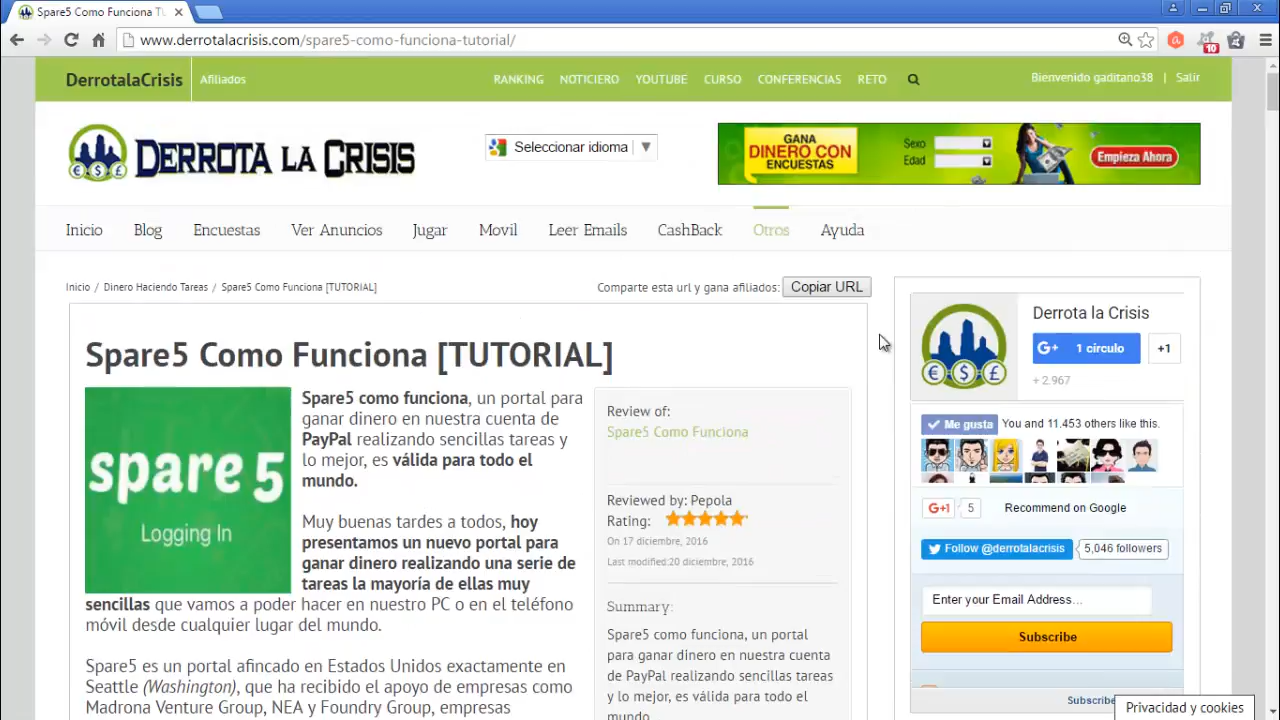 Spare5 Como Funciona TU
www.derrotalacrisis.com/spare5-como-funciona-tutorial/
10
DerrotalaCrisis
Afiliados
RANKING NOTICIERO YOUTUBE CURSO CONFERENCIAS RETO
Bienvenido gaditano38 | Salir
DERROTA LA CRISIS
Seleccionar idioma ▼
GANA
DINERO CON
ENCUESTAS
Sexo
Edad
Empieza Ahora
Inicio Blog Encuestas Ver Anuncios Jugar Movil Leer Emails CashBack Otros Ayuda
Inicio / Dinero Haciendo Tareas / Spare5 Como Funciona [TUTORIAL]
Comparte esta url y gana afiliados: Copiar URL
Spare5 Como Funciona [TUTORIAL]
spare5
Logging In
Spare5 como funciona, un portal para
ganar dinero en nuestra cuenta de
PayPal realizando sencillas tareas y
lo mejor, es válida para todo el
mundo.
Muy buenas tardes a todos, hoy
presentamos un nuevo portal para
ganar dinero realizando una serie de
tareas la mayoría de ellas muy
sencillas que vamos a poder hacer en nuestro PC o en el teléfono
móvil desde cualquier lugar del mundo.
Spare5 es un portal afincado en Estados Unidos exactamente en
Seattle (Washington), que ha recibido el apoyo de empresas como
Madrona Venture Group, NEA y Foundry Group, empresas
Review of:
Spare5 Como Funciona
Reviewed by: Pepola
Rating:
On 17 diciembre, 2016
Last modified:20 diciembre, 2016
Summary:
Spare5 como funciona, un portal
para ganar dinero en nuestra cuenta
de PayPal realizando sencillas tareas
y lo mejor, es válida para todo el
mundo
Derrota la Crisis
G+ 1 círculo
+1
+ 2.967
Me gusta
You and 11.453 others like this.
G+1 5 Recommend on Google
Follow @derrotalacrisis
5,046 followers
Enter your Email Address...
Subscribe
Subscribe
Privacidad y cookies